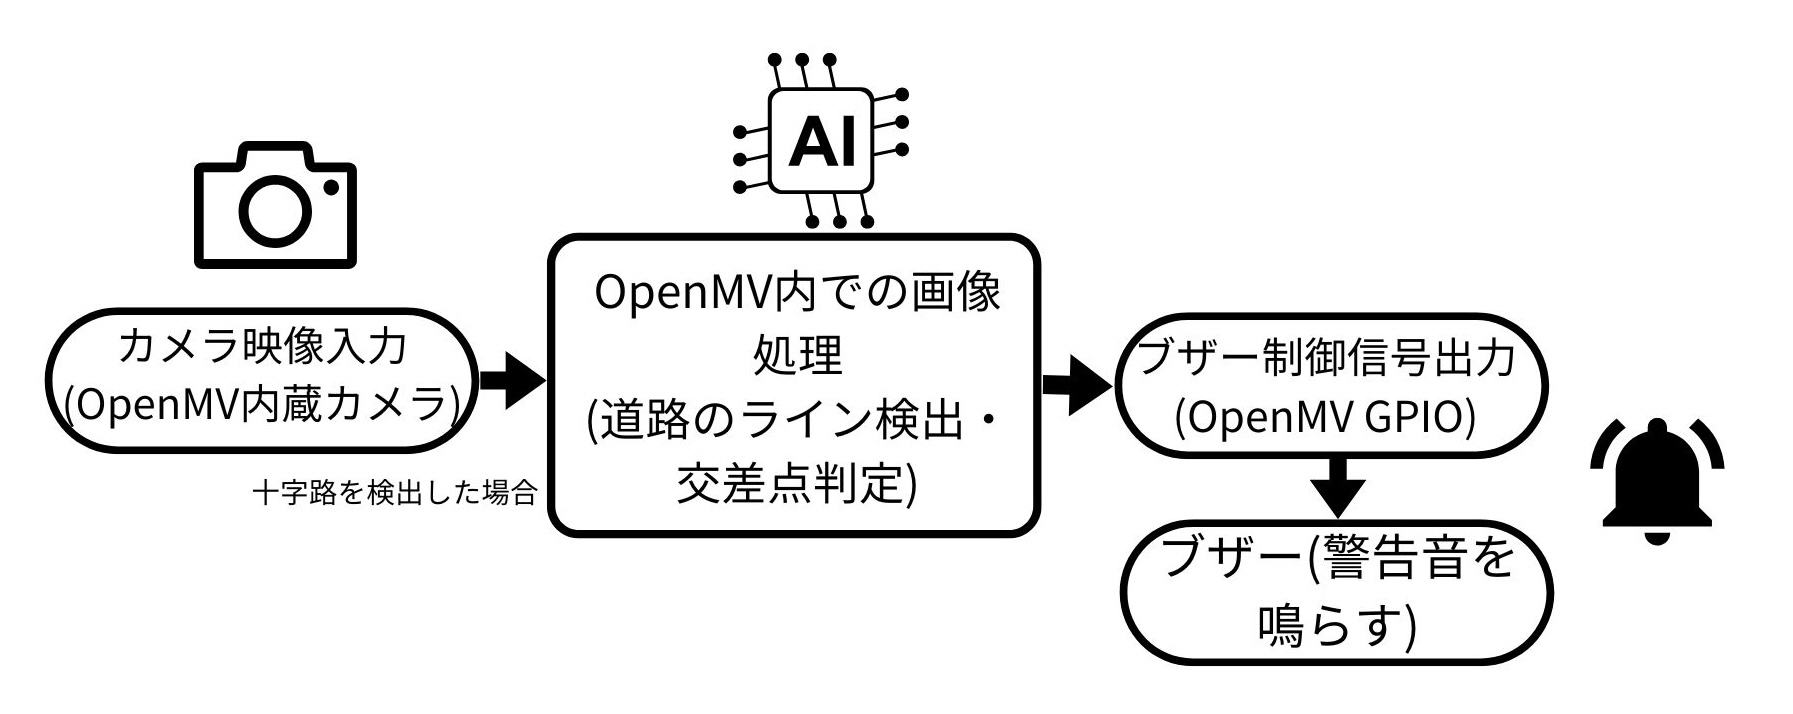 AI
カメラ映像入力
(OpenMV内蔵カメラ)
十字路を検出した場合
OpenMV内での画像
処理
(道路のライン検出・
交差点判定)
ブザー制御信号出力
(OpenMV GPIO)
ブザー(警告音を
鳴らす)